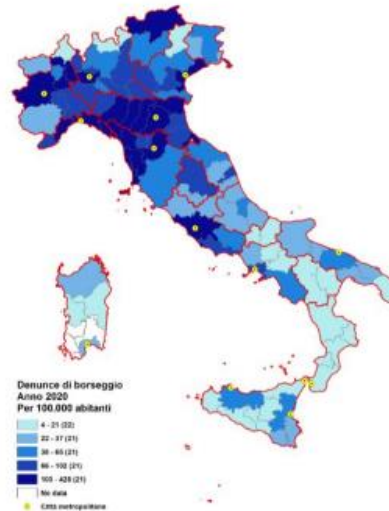 Denunce di borseggio
Anno 2020
Per 100.000 abitanti
4 - 21 (22)
22 - 37 (21)
38 - 65 (21)
66 - 102 (21)
103 - 428 (21)
No data
Città metropolitane